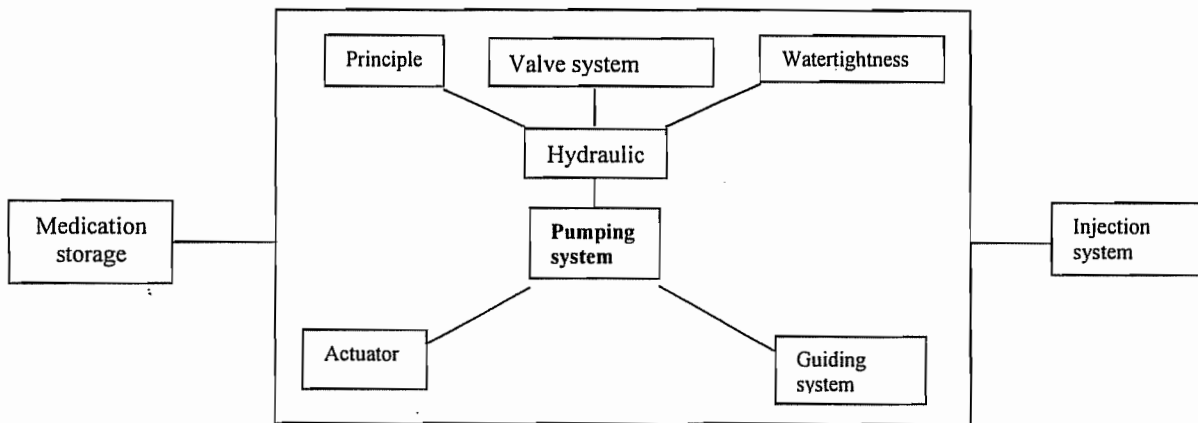 Principle
Valve system
Watertightness
Hydraulic
Medication
storage
Pumping
system
Injection
system
Actuator
Guiding
system